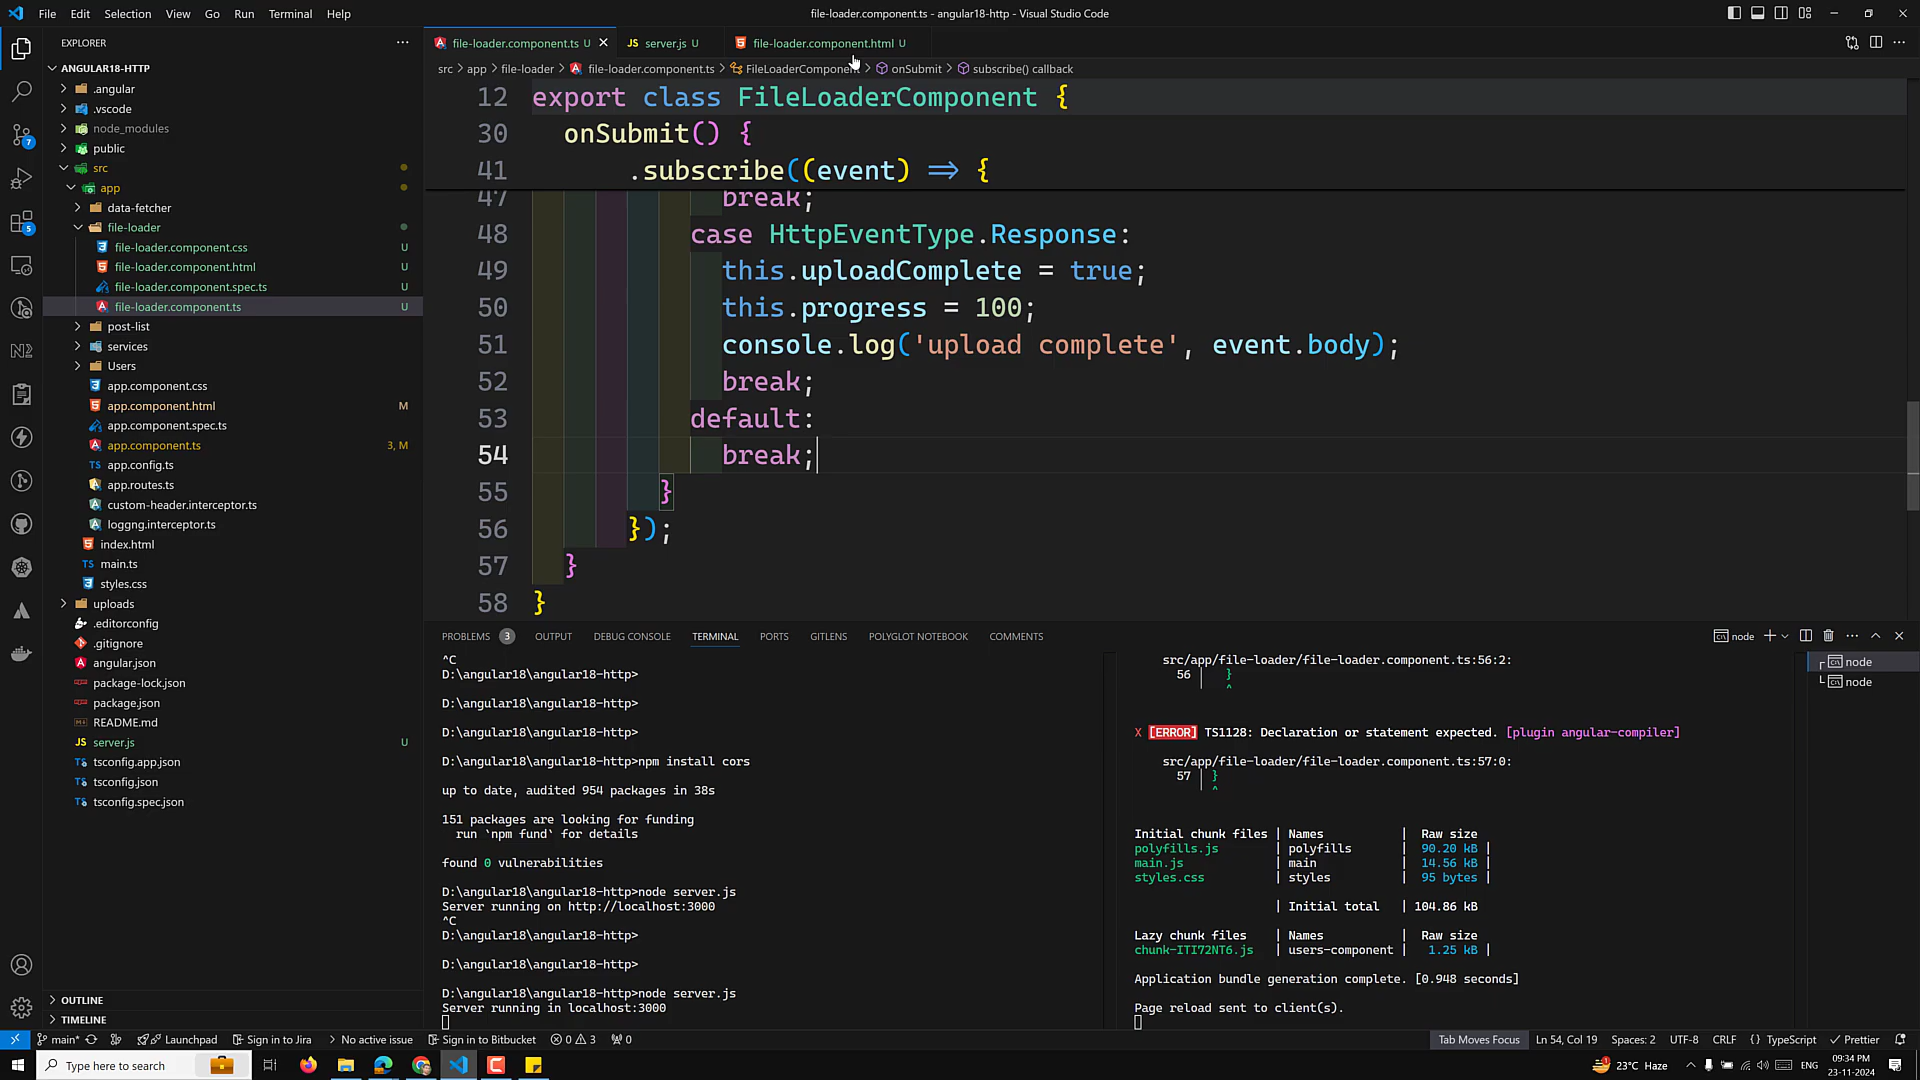 File Edit Selection View Go Run Terminal Help
file-loader.component.ts - angular18-http - Visual Studio Code
EXPLORER
ANGULAR18-HTTP
.angular
.vscode
node_modules
public
src
app
data-fetcher
file-loader
file-loader.component.css U
file-loader.component.html U
file-loader.component.spec.ts U
file-loader.component.ts U
post-list
services
Users
app.component.css
app.component.html M
app.component.spec.ts
app.component.ts 3, M
app.config.ts
app.routes.ts
custom-header.interceptor.ts
loggng.interceptor.ts
index.html
TS main.ts
styles.css
uploads
.editorconfig
.gitignore
angular.json
package-lock.json
package.json
README.md
JS server.js U
tsconfig.app.json
tsconfig.json
tsconfig.spec.json
OUTLINE
TIMELINE
7
5
file-loader.component.ts U
JS server.js U
file-loader.component.html U
src > app > file-loader > file-loader.component.ts > FileLoaderComponent > onSubmit > subscribe() callback
12 export class FileLoaderComponent {
30 onSubmit() {
41 .subscribe((event) => {
47 break;
48 case HttpEventType.Response:
49 this.uploadComplete = true;
50 this.progress = 100;
51 console.log('upload complete', event.body);
52 break;
53 default:
54 break;
55 }
56 });
57 }
58 }
PROBLEMS 3 OUTPUT DEBUG CONSOLE TERMINAL PORTS GITLENS POLYGLOT NOTEBOOK COMMENTS
node
^C
D:\angular18\angular18-http>
D:\angular18\angular18-http>
D:\angular18\angular18-http>
D:\angular18\angular18-http>npm install cors
up to date, audited 954 packages in 38s
151 packages are looking for funding
run `npm fund` for details
found 0 vulnerabilities
D:\angular18\angular18-http>node server.js
Server running on http://localhost:3000
^C
D:\angular18\angular18-http>
D:\angular18\angular18-http>
D:\angular18\angular18-http>node server.js
Server running in localhost:3000
src/app/file-loader/file-loader.component.ts:56:2:
56 │ }
^
X [ERROR] TS1128: Declaration or statement expected. [plugin angular-compiler]
src/app/file-loader/file-loader.component.ts:57:0:
57 │ }
^
Initial chunk files | Names | Raw size
polyfills.js | polyfills | 90.20 kB |
main.js | main | 14.56 kB |
styles.css | styles | 95 bytes |
| Initial total | 104.86 kB
Lazy chunk files | Names | Raw size
chunk-ITI72NT6.js | users-component | 1.25 kB |
Application bundle generation complete. [0.948 seconds]
Page reload sent to client(s).
node
node
main* Launchpad Sign in to Jira No active issue Sign in to Bitbucket 0 3 0
Tab Moves Focus Ln 54, Col 19 Spaces: 2 UTF-8 CRLF {} TypeScript Prettier
Type here to search
23°C Haze ENG
09:34 PM
23-11-2024